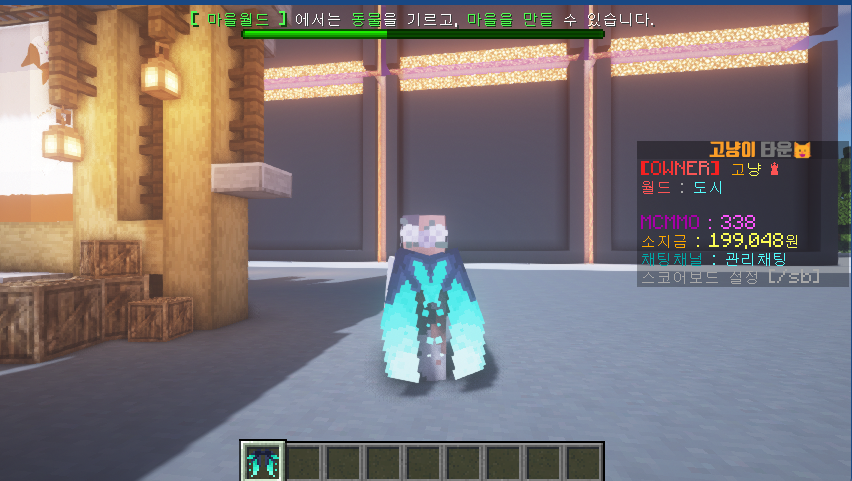 [ 마을월드 ] 에서는 동물을 기르고, 마을을 만들 수 있습니다.
고냥이 타운
[OWNER] 고냥
월드 : 도시
MCMMO : 338
소지금 : 199,048원
채팅채널 : 관리채팅
스코어보드 설정 [/sb]